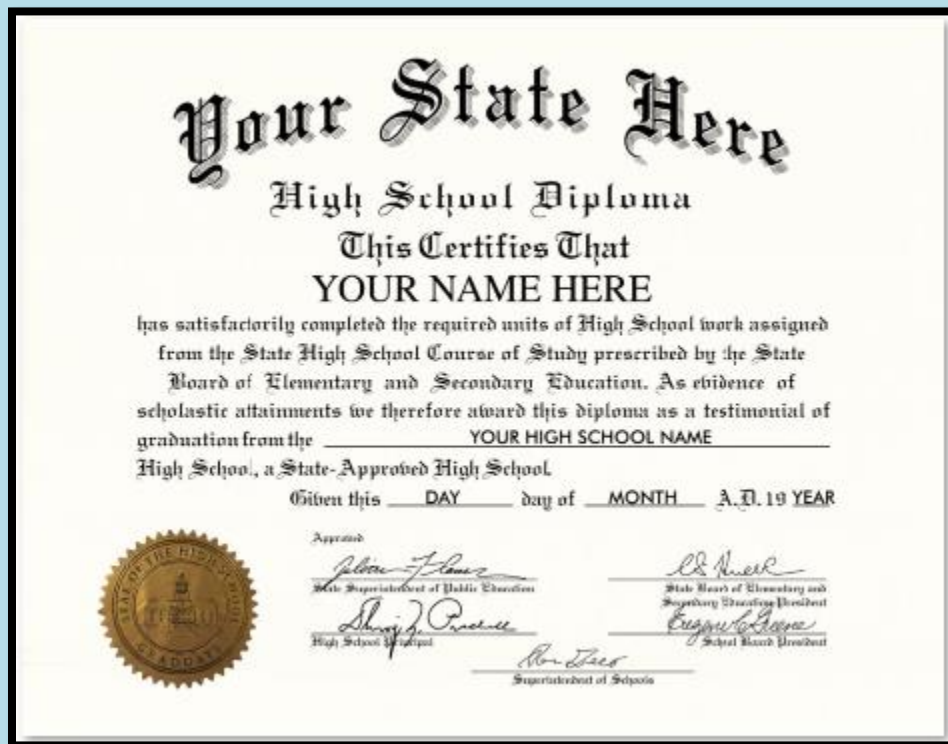 Your State Here
High School Diploma
This Certifies That
YOUR NAME HERE
has satisfactorily completed the required units of High School work assigned
from the State High School Course of Study prescribed by the State
Board of Elementary and Secondary Education. As evidence of
scholastic attainments we therefore award this diploma as a testimonial of
graduation from the YOUR HIGH SCHOOL NAME
High School, a State-Approved High School.
Given this DAY day of MONTH A.D. 19 YEAR
Approved
State Superintendent of Public Education
State Board of Elementary and
Secondary Education President
High School Principal
School Board President
Superintendent of Schools
SEAL OF THE HIGH SCHOOL